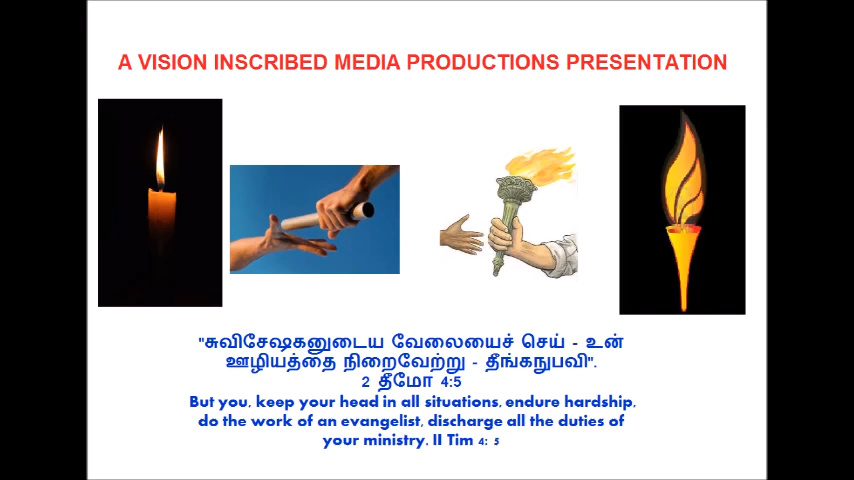 A VISION INSCRIBED MEDIA PRODUCTIONS PRESENTATION
"சுவிசேஷகனுடைய வேலையைச் செய் - உன்
ஊழியத்தை நிறைவேற்று - தீங்கநுபவி".
2 தீமோ 4:5
But you, keep your head in all situations, endure hardship,
do the work of an evangelist, discharge all the duties of
your ministry. II Tim 4: 5